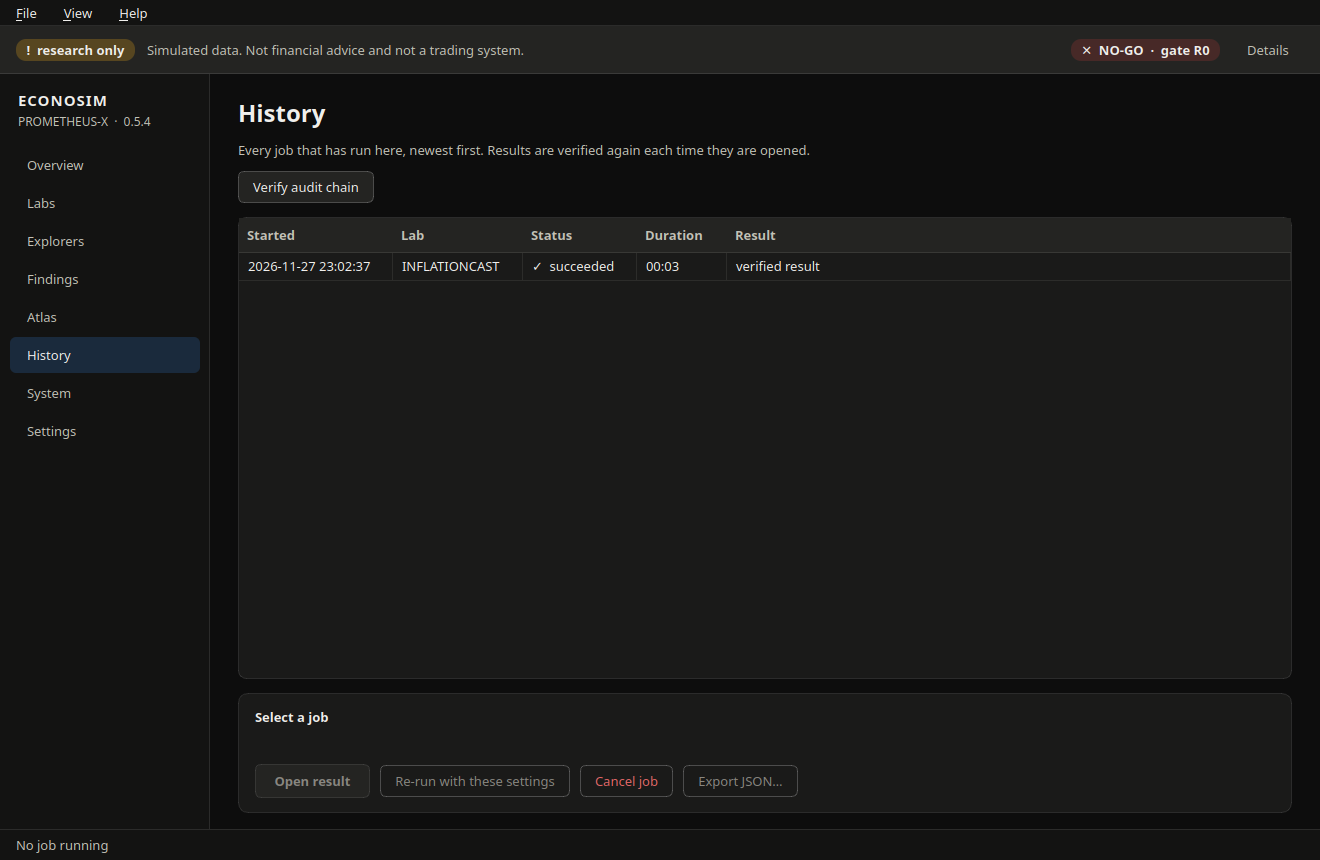 File View Help
! research only Simulated data. Not financial advice and not a trading system. ✕ NO-GO · gate R0 Details
ECONOSIM
PROMETHEUS-X · 0.5.4
Overview
Labs
Explorers
Findings
Atlas
History
System
Settings
History
Every job that has run here, newest first. Results are verified again each time they are opened.
Verify audit chain
Started Lab Status Duration Result
2026-11-27 23:02:37 INFLATIONCAST ✓ succeeded 00:03 verified result
Select a job
Open result Re-run with these settings Cancel job Export JSON...
No job running